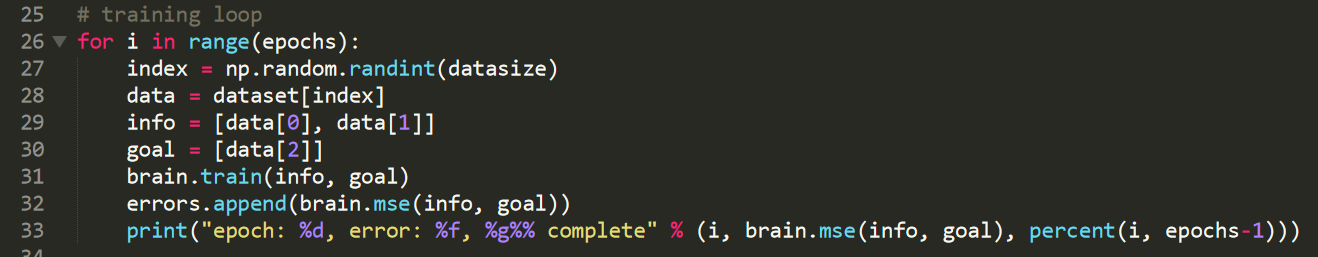 25 # training loop
26 for i in range(epochs):
27 index = np.random.randint(datasize)
28 data = dataset[index]
29 info = [data[0], data[1]]
30 goal = [data[2]]
31 brain.train(info, goal)
32 errors.append(brain.mse(info, goal))
33 print("epoch: %d, error: %f, %g%% complete" % (i, brain.mse(info, goal), percent(i, epochs-1)))
34